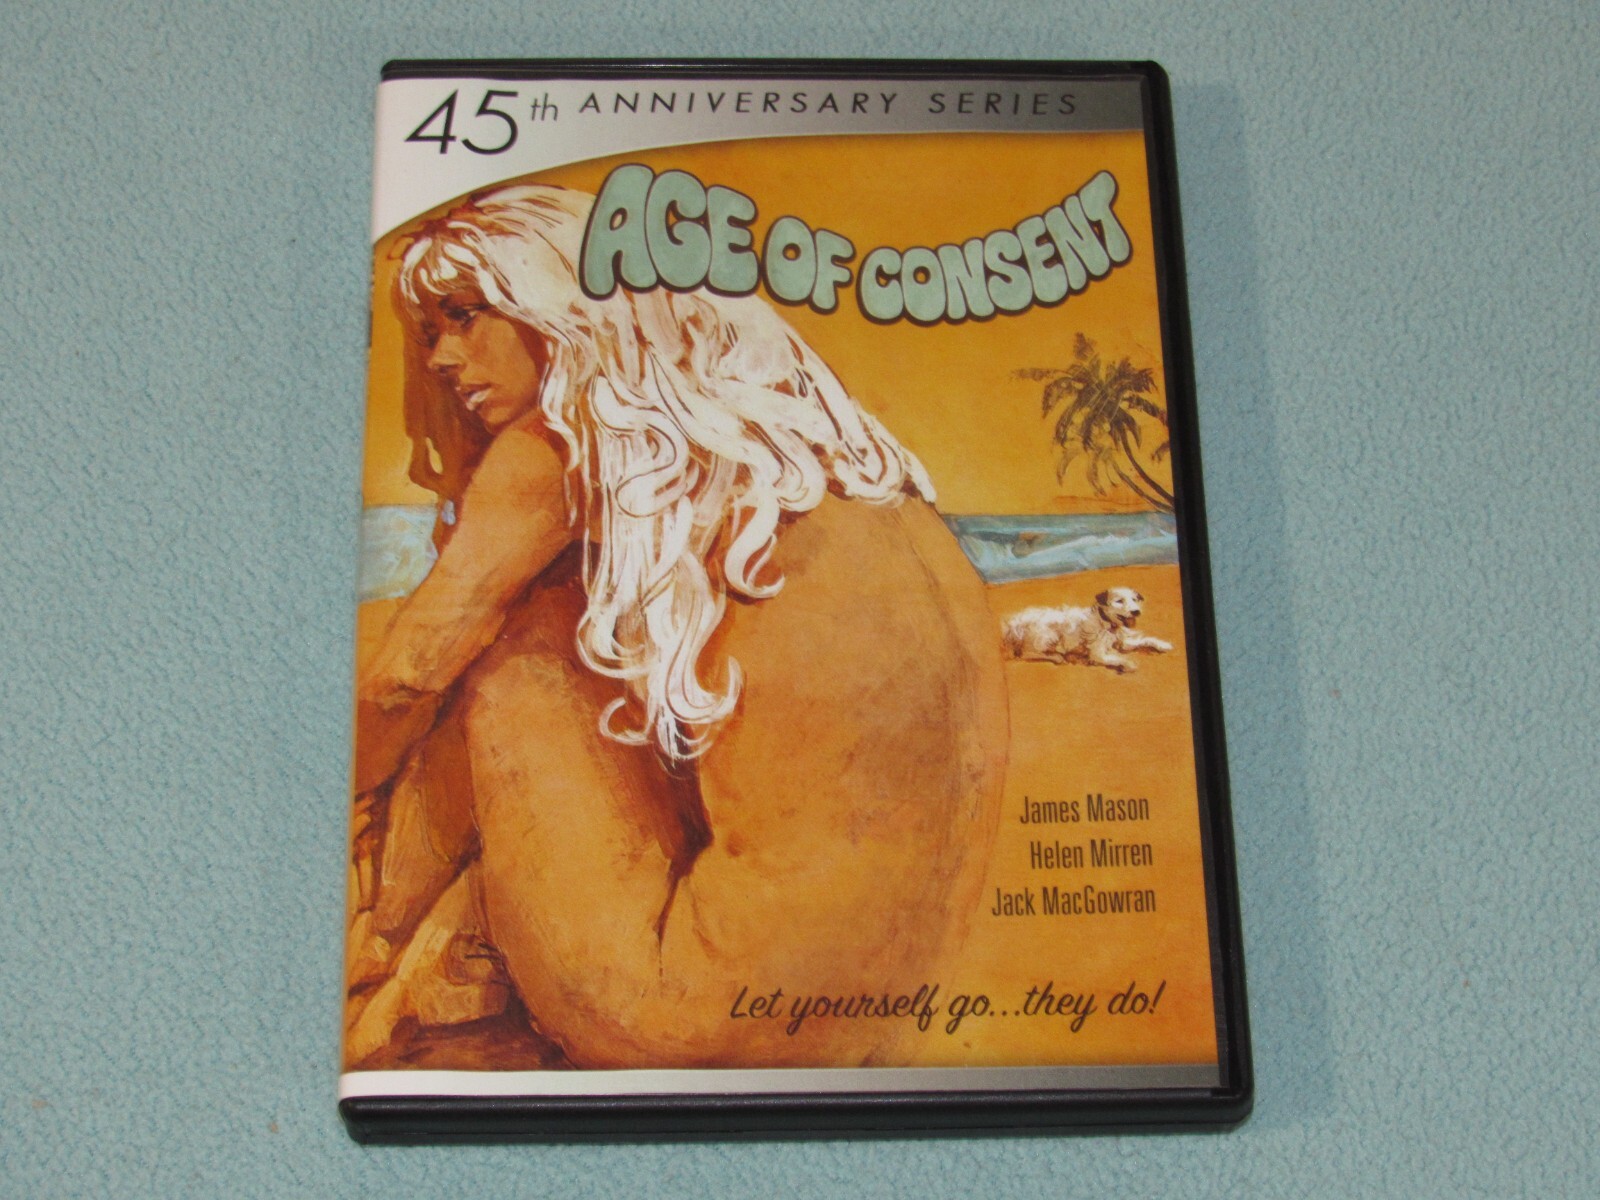 45th ANNIVERSARY SERIES
AGE OF CONSENT
James Mason
Helen Mirren
Jack MacGowran
Let yourself go...they do!